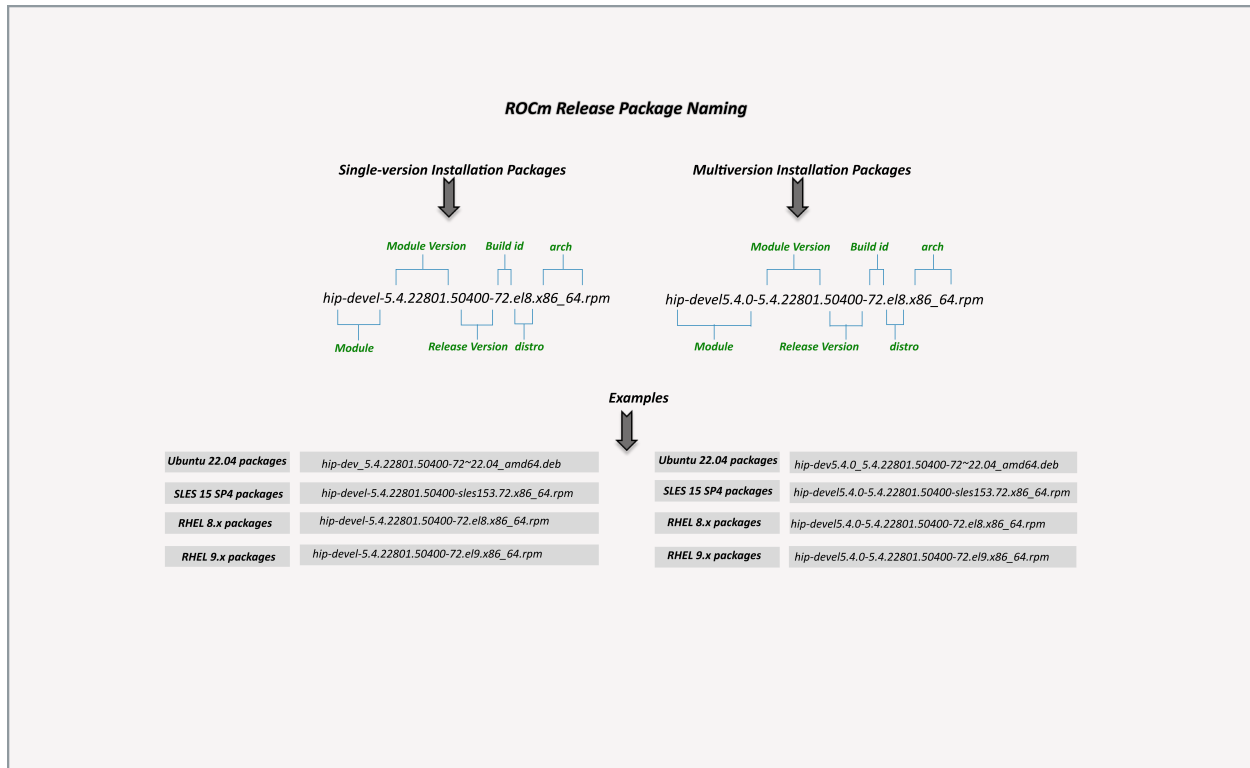 ROCm Release Package Naming
Single-version Installation Packages
Module Version Build id arch
hip-devel-5.4.22801.50400-72.el8.x86_64.rpm
Module Release Version distro
Multiversion Installation Packages
Module Version Build id arch
hip-devel5.4.0-5.4.22801.50400-72.el8.x86_64.rpm
Module Release Version distro
Examples
Ubuntu 22.04 packages hip-dev_5.4.22801.50400-72~22.04_amd64.deb
SLES 15 SP4 packages hip-devel-5.4.22801.50400-sles153.72.x86_64.rpm
RHEL 8.x packages hip-devel-5.4.22801.50400-72.el8.x86_64.rpm
RHEL 9.x packages hip-devel-5.4.22801.50400-72.el9.x86_64.rpm
Ubuntu 22.04 packages hip-dev5.4.0_5.4.22801.50400-72~22.04_amd64.deb
SLES 15 SP4 packages hip-devel5.4.0-5.4.22801.50400-sles153.72.x86_64.rpm
RHEL 8.x packages hip-devel5.4.0-5.4.22801.50400-72.el8.x86_64.rpm
RHEL 9.x packages hip-devel5.4.0-5.4.22801.50400-72.el9.x86_64.rpm